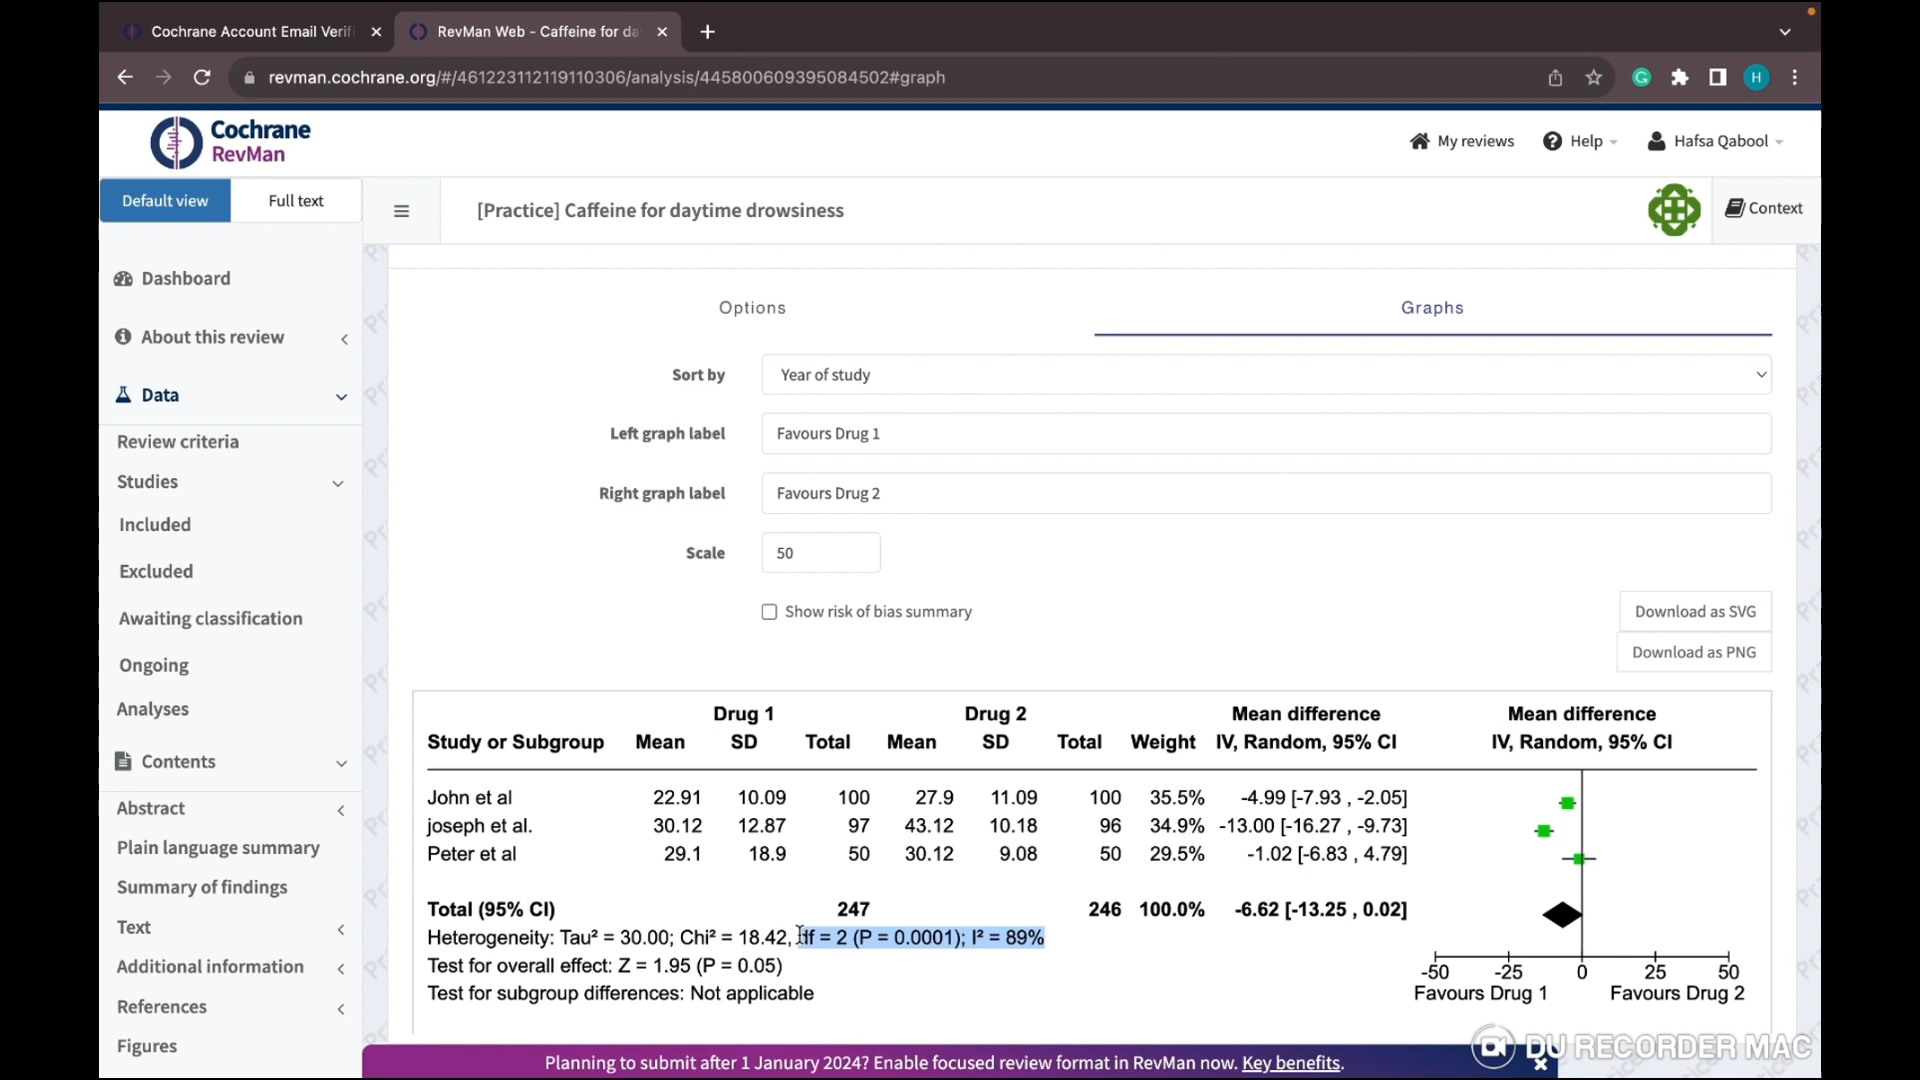 Cochrane Account Email Verifi
RevMan Web - Caffeine for da
revman.cochrane.org/#/461223112119110306/analysis/445800609395084502#graph
H
Cochrane
RevMan
My reviews
Help
Hafsa Qabool
Default view
Full text
[Practice] Caffeine for daytime drowsiness
Context
Dashboard
About this review
Data
Review criteria
Studies
Included
Excluded
Awaiting classification
Ongoing
Analyses
Contents
Abstract
Plain language summary
Summary of findings
Text
Additional information
References
Figures
Options
Graphs
Sort by
Year of study
Left graph label
Favours Drug 1
Right graph label
Favours Drug 2
Scale
50
Show risk of bias summary
Download as SVG
Download as PNG
Drug 1 Drug 2 Mean difference Mean difference
Study or Subgroup Mean SD Total Mean SD Total Weight IV, Random, 95% CI IV, Random, 95% CI
John et al 22.91 10.09 100 27.9 11.09 100 35.5% -4.99 [-7.93 , -2.05]
joseph et al. 30.12 12.87 97 43.12 10.18 96 34.9% -13.00 [-16.27 , -9.73]
Peter et al 29.1 18.9 50 30.12 9.08 50 29.5% -1.02 [-6.83 , 4.79]
Total (95% CI) 247 246 100.0% -6.62 [-13.25 , 0.02]
Heterogeneity: Tau² = 30.00; Chi² = 18.42, df = 2 (P = 0.0001); I² = 89%
Test for overall effect: Z = 1.95 (P = 0.05)
Test for subgroup differences: Not applicable
-50 -25 0 25 50
Favours Drug 1 Favours Drug 2
Planning to submit after 1 January 2024? Enable focused review format in RevMan now. Key benefits.
DU RECORDER MAC